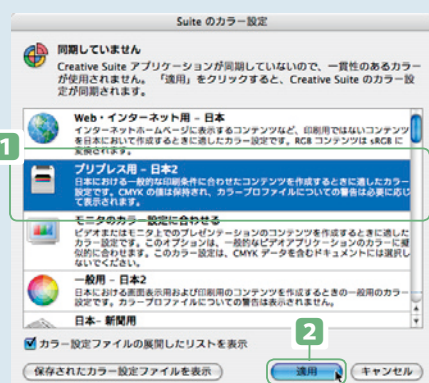 Suite のカラー設定
同期していません
Creative Suite アプリケーションが同期していないので、一貫性のあるカラー
が使用されません。 「適用」をクリックすると、Creative Suite のカラー設
定が同期されます。
Web・インターネット用 – 日本
インターネットホームページに表示するコンテンツなど、印刷用ではないコンテンツ
を日本において作成するときに適したカラー設定です。RGB コンテンツは sRGB に
変換されます。
1
プリプレス用 – 日本2
日本における一般的な印刷条件に合わせたコンテンツを作成するときに適したカラー
設定です。CMYK の値は保持され、カラープロファイルについての警告は必要に応じ
て表示されます。
モニタのカラー設定に合わせる
ビデオまたはモニタ上でのプレゼンテーションのコンテンツを作成するときに適した
カラー設定です。このオプションは、一般的なビデオアプリケーションのカラーに擬
似的に合わせます。このカラー設定は、CMYK データを含むドキュメントには選択し
ないでください。
一般用 – 日本2
日本における画面表示用および印刷用のコンテンツを作成するときの一般用のカラー
設定です。カラープロファイルについての警告は表示されません。
日本– 新聞用
2
カラー設定ファイルの展開したリストを表示
保存されたカラー設定ファイルを表示
適用
キャンセル